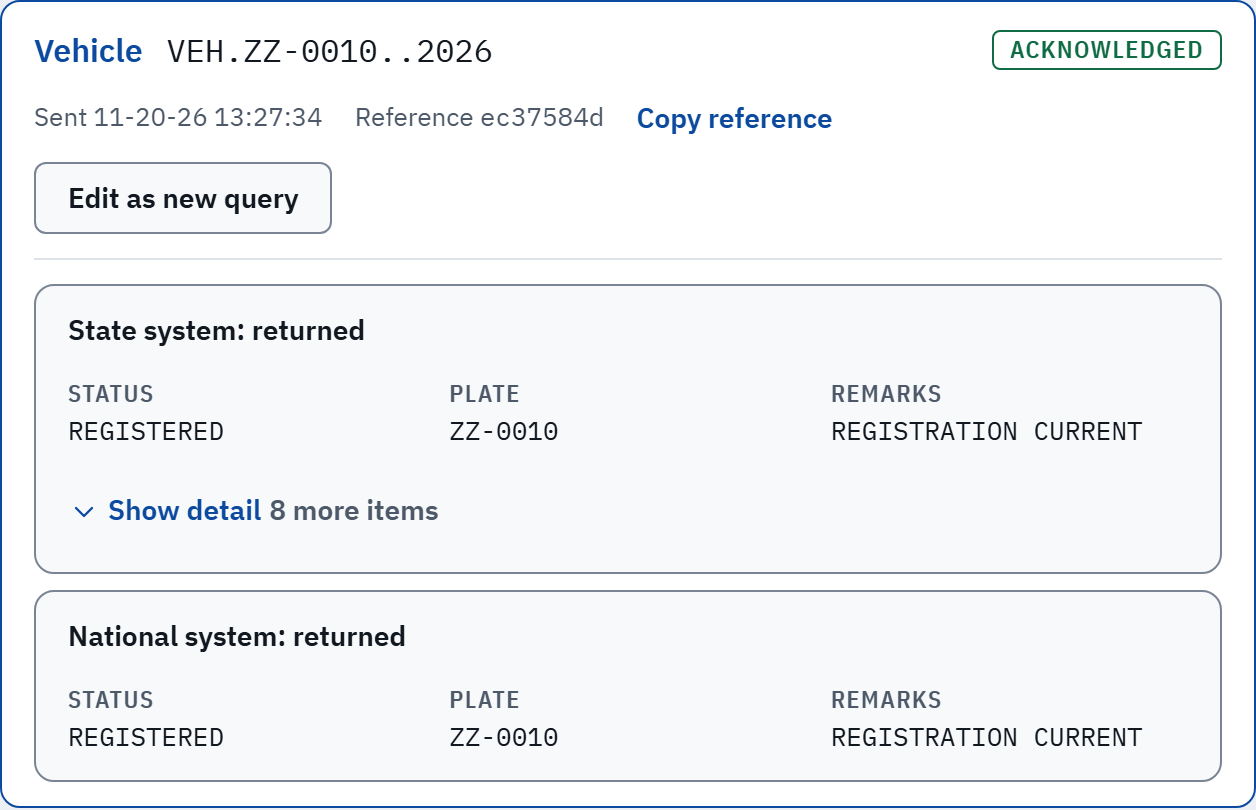 Vehicle VEH.ZZ-0010..2026 ACKNOWLEDGED
Sent 11-20-26 13:27:34 Reference ec37584d Copy reference
Edit as new query
State system: returned
STATUS PLATE REMARKS
REGISTERED ZZ-0010 REGISTRATION CURRENT
Show detail 8 more items
National system: returned
STATUS PLATE REMARKS
REGISTERED ZZ-0010 REGISTRATION CURRENT